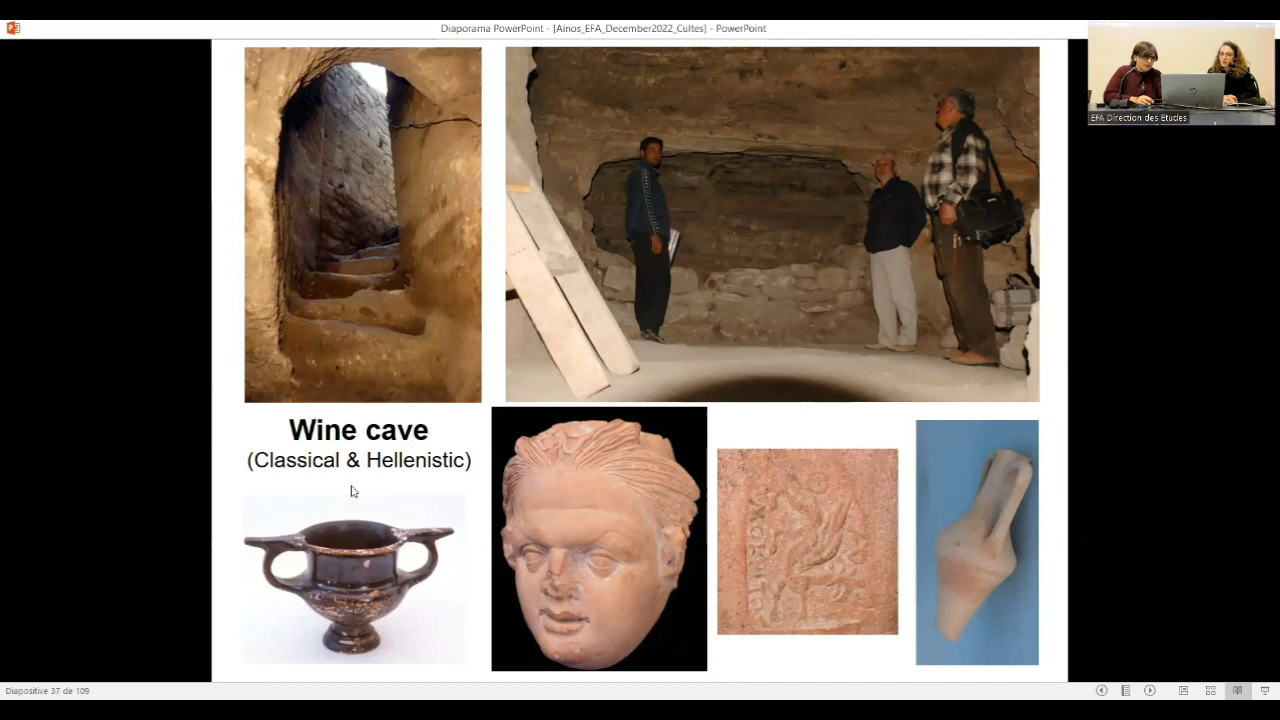 Diaporama PowerPoint - [Ainos_EFA_December2022_Cultes] - PowerPoint
EFA Direction des Etudes
Wine cave
(Classical & Hellenistic)
Diapositive 37 de 109